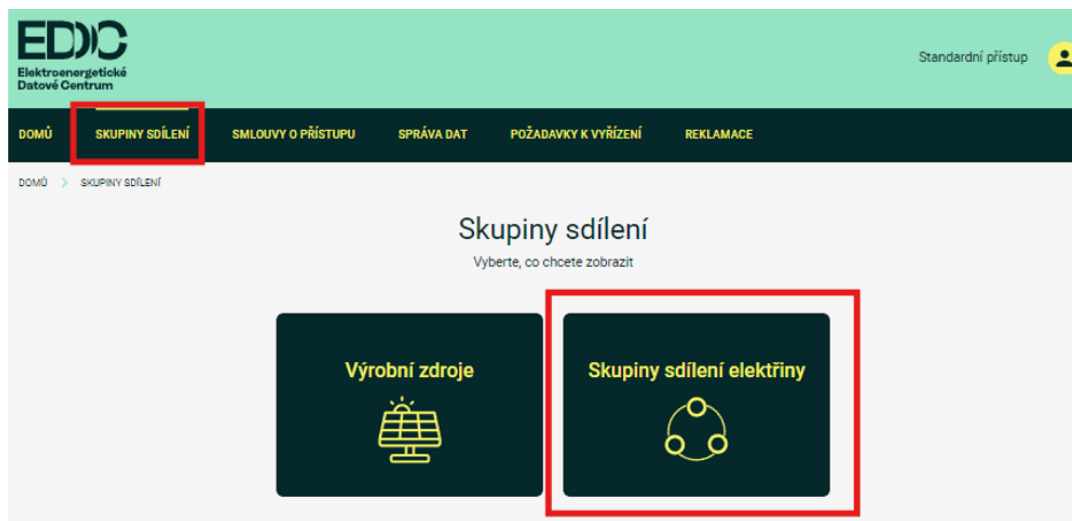 EDC
Elektroenergetické
Datové Centrum
Standardní přístup
DOMŮ SKUPINY SDÍLENÍ SMLOUVY O PŘÍSTUPU SPRÁVA DAT POŽADAVKY K VYŘÍZENÍ REKLAMACE
DOMŮ > SKUPINY SDÍLENÍ
Skupiny sdílení
Vyberte, co chcete zobrazit
Výrobní zdroje
Skupiny sdílení elektřiny